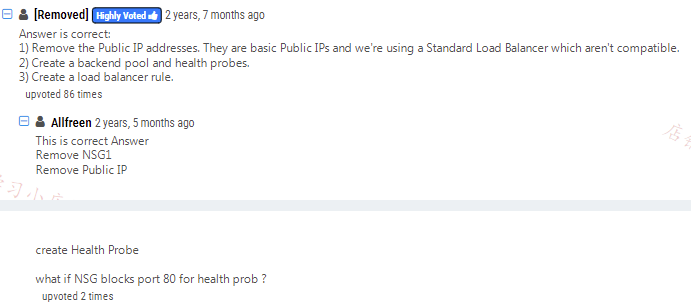 [Removed] Highly Voted 2 years, 7 months ago
Answer is correct:
1) Remove the Public IP addresses. They are basic Public IPs and we're using a Standard Load Balancer which aren't compatible.
2) Create a backend pool and health probes.
3) Create a load balancer rule.
upvoted 86 times
Allfreen 2 years, 5 months ago
This is correct Answer
Remove NSG1
Remove Public IP
店
习小店
create Health Probe
what if NSG blocks port 80 for health prob ?
upvoted 2 times